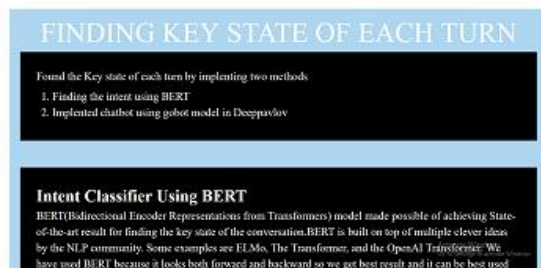 FINDING KEY STATE OF EACH TURN
Found the Key state of each turn by implenting two methods
1. Finding the intent using BERT
2. Implented chatbot using gobot model in Deeppavlov
Intent Classifier Using BERT
BERT(Bidirectional Encoder Representations from Transformers) model made possible of achieving State-
of-the-art result for finding the key state of the conversation.BERT is built on top of multiple clever ideas
by the NLP community. Some examples are ELMo, The Transformer, and the OpenAI Transformer. We
have used BERT because it looks both forward and backward so we get best result and it can be best used